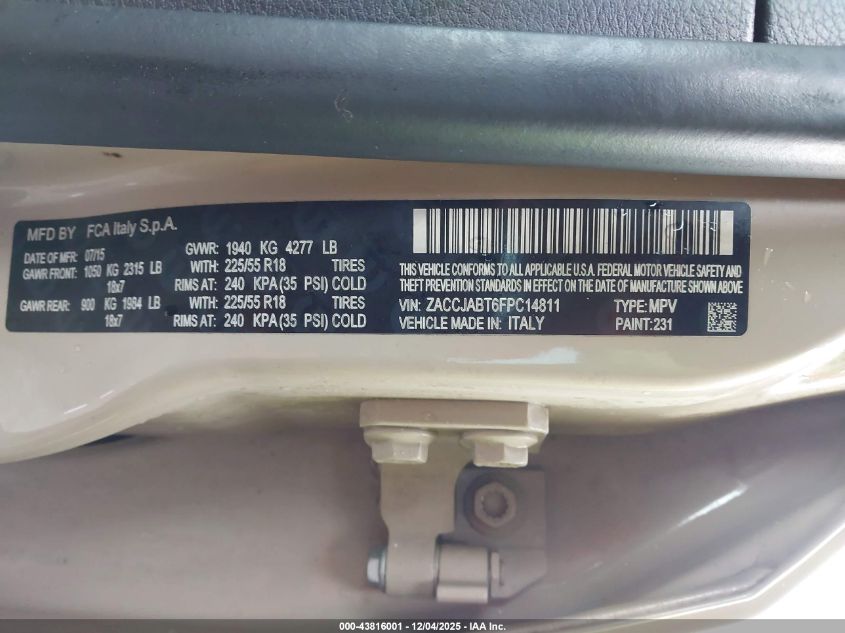 MFD BY FCA Italy S.p.A.
DATE OF MFR: 07/15 GVWR: 1940 KG 4277 LB
GAWR FRONT: 1050 KG 2315 LB WITH: 225/55 R18 TIRES
18x7 RIMS AT: 240 KPA (35 PSI) COLD
GAWR REAR: 900 KG 1984 LB WITH: 225/55 R18 TIRES
18x7 RIMS AT: 240 KPA (35 PSI) COLD
THIS VEHICLE CONFORMS TO ALL APPLICABLE U.S.A. FEDERAL MOTOR VEHICLE SAFETY AND
THEFT PREVENTION STANDARDS IN EFFECT ON THE DATE OF MANUFACTURE SHOWN ABOVE.
VIN: ZACCJABT6FPC14811 TYPE: MPV
VEHICLE MADE IN: ITALY PAINT: 231
000-43816001 - 12/04/2025 - IAA Inc.